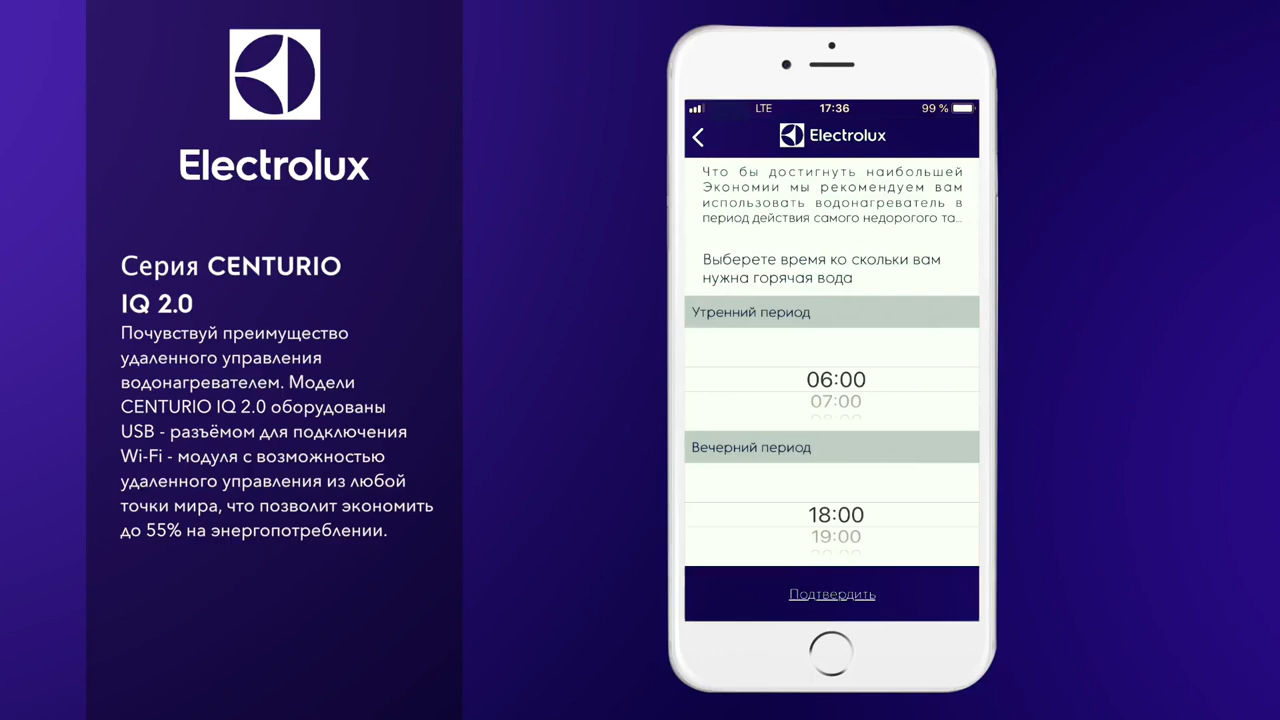 Electrolux
Серия CENTURIO
IQ 2.0
Почувствуй преимущество
удаленного управления
водонагревателем. Модели
CENTURIO IQ 2.0 оборудованы
USB - разъёмом для подключения
Wi-Fi - модуля с возможностью
удаленного управления из любой
точки мира, что позволит экономить
до 55% на энергопотреблении.
LTE 17:36 99 %
Electrolux
Что бы достигнуть наибольшей
Экономии мы рекомендуем вам
использовать водонагреватель в
период действия самого недорогого та...
Выберете время ко скольки вам
нужна горячая вода
Утренний период
06:00
07:00
Вечерний период
18:00
19:00
Подтвердить